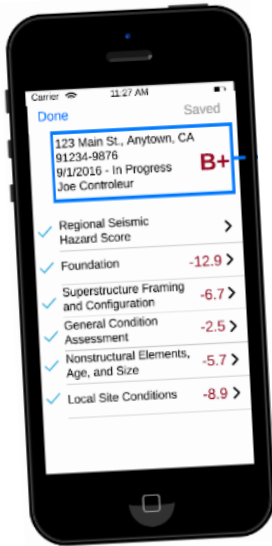 Carrier 11:27 AM
Done Saved
123 Main St., Anytown, CA
91234-9876
9/1/2016 - In Progress
Joe Controleur
B+
Regional Seismic
Hazard Score
Foundation -12.9
Superstructure Framing
and Configuration -6.7
General Condition
Assessment -2.5
Nonstructural Elements,
Age, and Size -5.7
Local Site Conditions -8.9